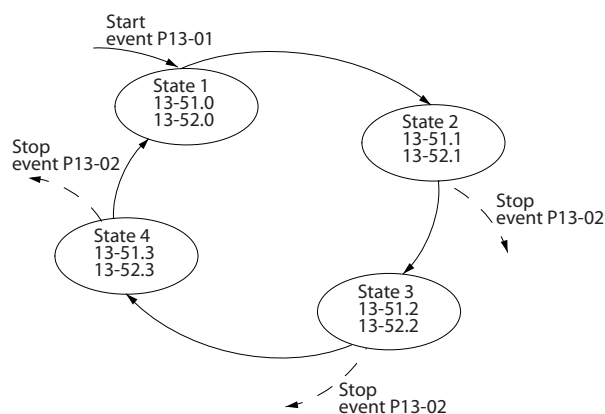 Start
event P13-01
State 1
13-51.0
13-52.0
State 2
13-51.1
13-52.1
Stop
event P13-02
Stop
event P13-02
State 4
13-51.3
13-52.3
State 3
13-51.2
13-52.2
Stop
event P13-02